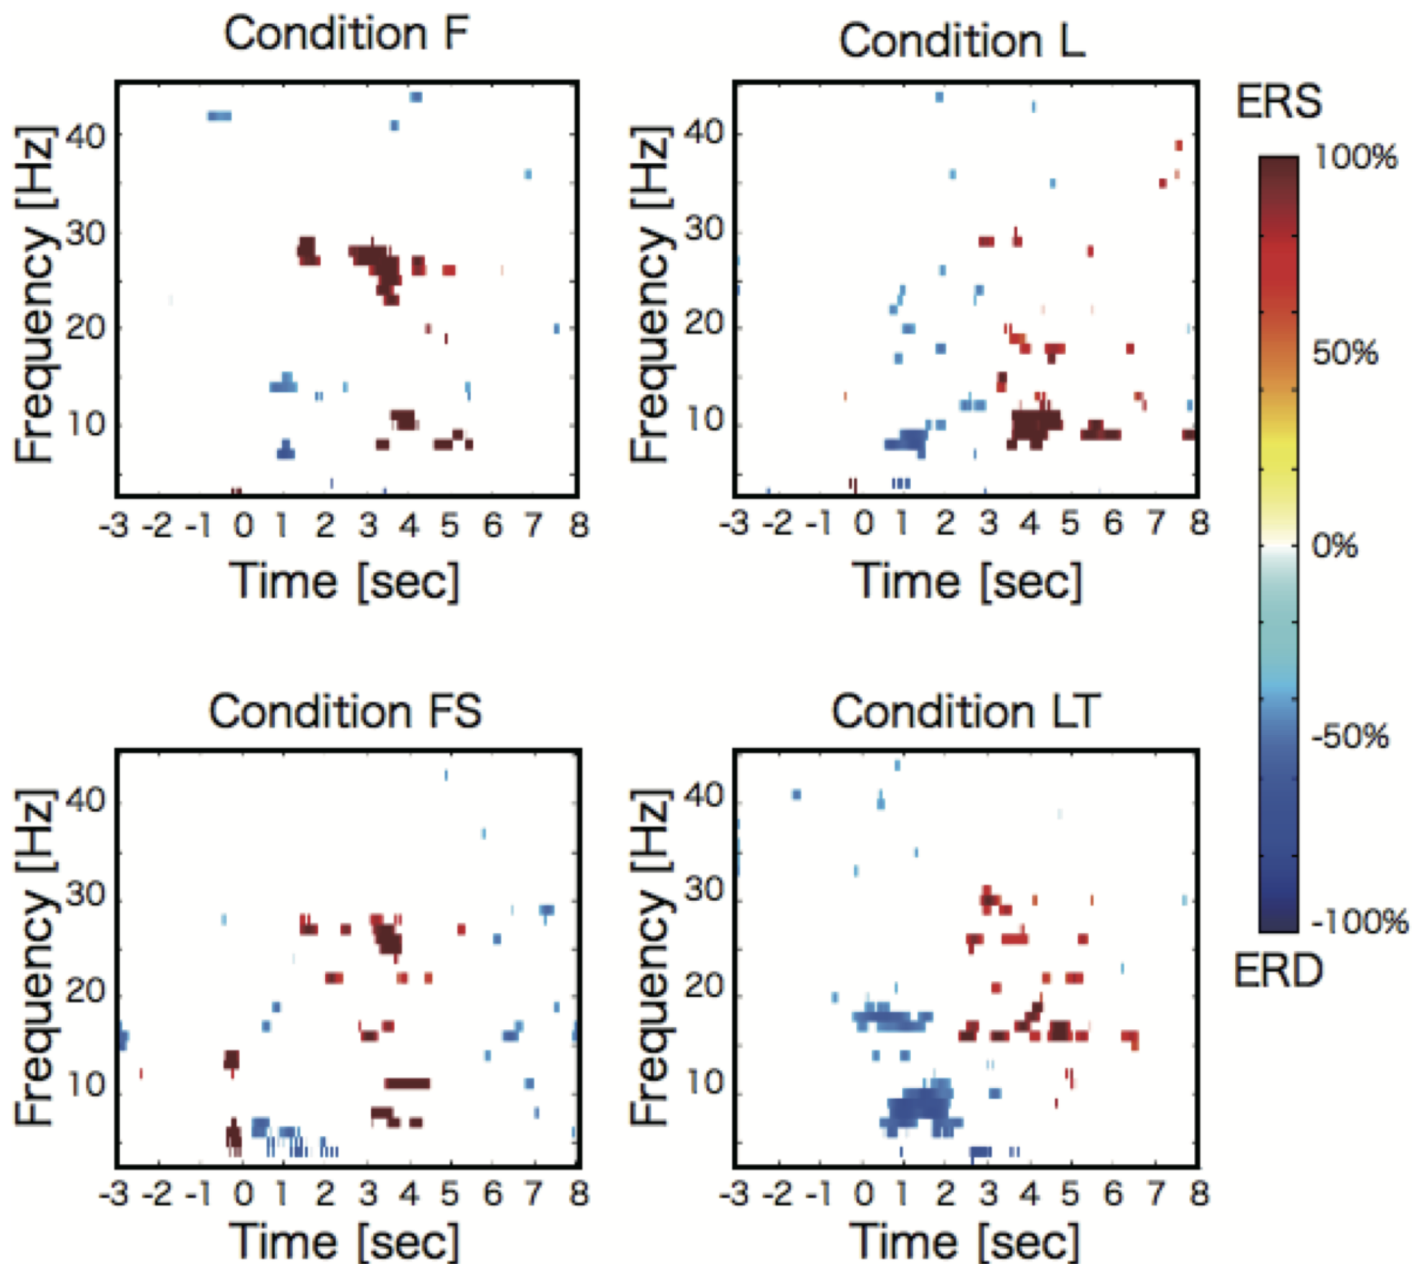 Condition F
Frequency [Hz]
40
30
20
10
-3 -2 -1 0 1 2 3 4 5 6 7 8
Time [sec]
Condition L
Frequency [Hz]
40
30
20
10
-3 -2 -1 0 1 2 3 4 5 6 7 8
Time [sec]
ERS
100%
50%
0%
-50%
-100%
ERD
Condition FS
Frequency [Hz]
40
30
20
10
-3 -2 -1 0 1 2 3 4 5 6 7 8
Time [sec]
Condition LT
Frequency [Hz]
40
30
20
10
-3 -2 -1 0 1 2 3 4 5 6 7 8
Time [sec]